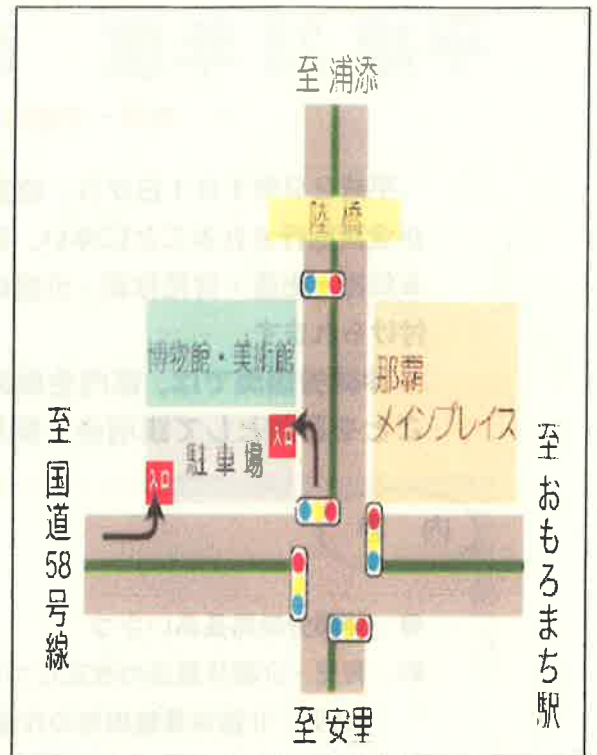 至 浦添
陸橋
博物館・美術館
那覇
メインプレイス
入口
駐車場
入口
至国道58号線
至おもろまち駅
至 安里